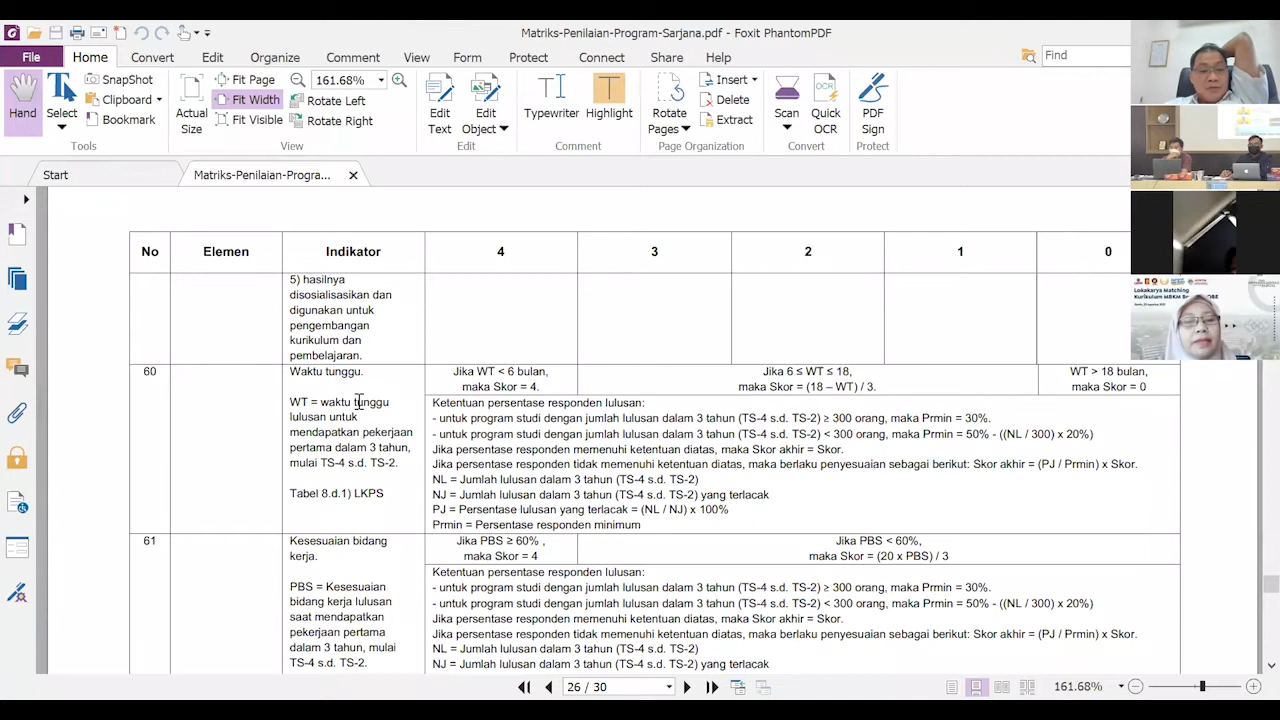 Matriks-Penilaian-Program-Sarjana.pdf - Foxit PhantomPDF
File
Home
Convert
Edit
Organize
Comment
View
Form
Protect
Connect
Share
Help
Find
Hand
Select
SnapShot
Clipboard
Bookmark
Tools
Actual Size
Fit Page
Fit Width
Fit Visible
161.68%
Rotate Left
Rotate Right
View
Edit Text
Edit Object
Edit
Typewriter
Highlight
Comment
Rotate Pages
Insert
Delete
Extract
Page Organization
Scan
Quick OCR
Convert
PDF Sign
Protect
Start
Matriks-Penilaian-Progra...
Lokakarya Matching
Kurikulum MBKM
No
Elemen
Indikator
4
3
2
1
0
5) hasilnya
disosialisasikan dan
digunakan untuk
pengembangan
kurikulum dan
pembelajaran.
60
Waktu tunggu.
WT = waktu tunggu
lulusan untuk
mendapatkan pekerjaan
pertama dalam 3 tahun,
mulai TS-4 s.d. TS-2.
Tabel 8.d.1) LKPS
Jika WT < 6 bulan,
maka Skor = 4.
Jika 6 ≤ WT ≤ 18,
maka Skor = (18 – WT) / 3.
WT > 18 bulan,
maka Skor = 0
Ketentuan persentase responden lulusan:
- untuk program studi dengan jumlah lulusan dalam 3 tahun (TS-4 s.d. TS-2) ≥ 300 orang, maka Prmin = 30%.
- untuk program studi dengan jumlah lulusan dalam 3 tahun (TS-4 s.d. TS-2) < 300 orang, maka Prmin = 50% - ((NL / 300) x 20%)
Jika persentase responden memenuhi ketentuan diatas, maka Skor akhir = Skor.
Jika persentase responden tidak memenuhi ketentuan diatas, maka berlaku penyesuaian sebagai berikut: Skor akhir = (PJ / Prmin) x Skor.
NL = Jumlah lulusan dalam 3 tahun (TS-4 s.d. TS-2)
NJ = Jumlah lulusan dalam 3 tahun (TS-4 s.d. TS-2) yang terlacak
PJ = Persentase lulusan yang terlacak = (NL / NJ) x 100%
Prmin = Persentase responden minimum
61
Kesesuaian bidang
kerja.
PBS = Kesesuaian
bidang kerja lulusan
saat mendapatkan
pekerjaan pertama
dalam 3 tahun, mulai
TS-4 s.d. TS-2.
Jika PBS ≥ 60% ,
maka Skor = 4
Jika PBS < 60%,
maka Skor = (20 x PBS) / 3
Ketentuan persentase responden lulusan:
- untuk program studi dengan jumlah lulusan dalam 3 tahun (TS-4 s.d. TS-2) ≥ 300 orang, maka Prmin = 30%.
- untuk program studi dengan jumlah lulusan dalam 3 tahun (TS-4 s.d. TS-2) < 300 orang, maka Prmin = 50% - ((NL / 300) x 20%)
Jika persentase responden memenuhi ketentuan diatas, maka Skor akhir = Skor.
Jika persentase responden tidak memenuhi ketentuan diatas, maka berlaku penyesuaian sebagai berikut: Skor akhir = (PJ / Prmin) x Skor.
NL = Jumlah lulusan dalam 3 tahun (TS-4 s.d. TS-2)
NJ = Jumlah lulusan dalam 3 tahun (TS-4 s.d. TS-2) yang terlacak
26 / 30
161.68%